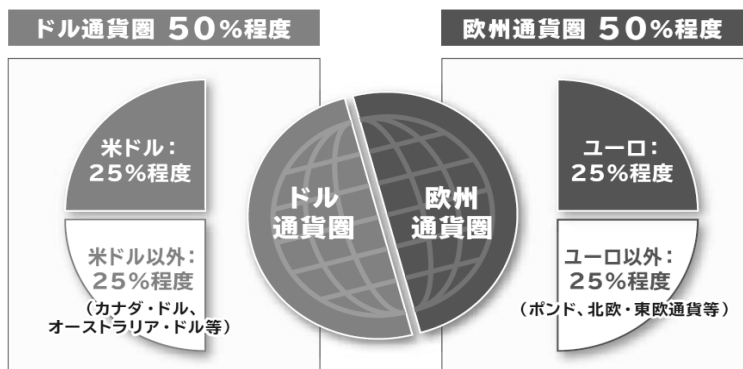 ドル通貨圏 50%程度
欧州通貨圏 50%程度
米ドル:
25%程度
米ドル以外:
25%程度
(カナダ・ドル、
オーストラリア・ドル等)
ドル
通貨圏
欧州
通貨圏
ユーロ:
25%程度
ユーロ以外:
25%程度
(ポンド、北欧・東欧通貨等)